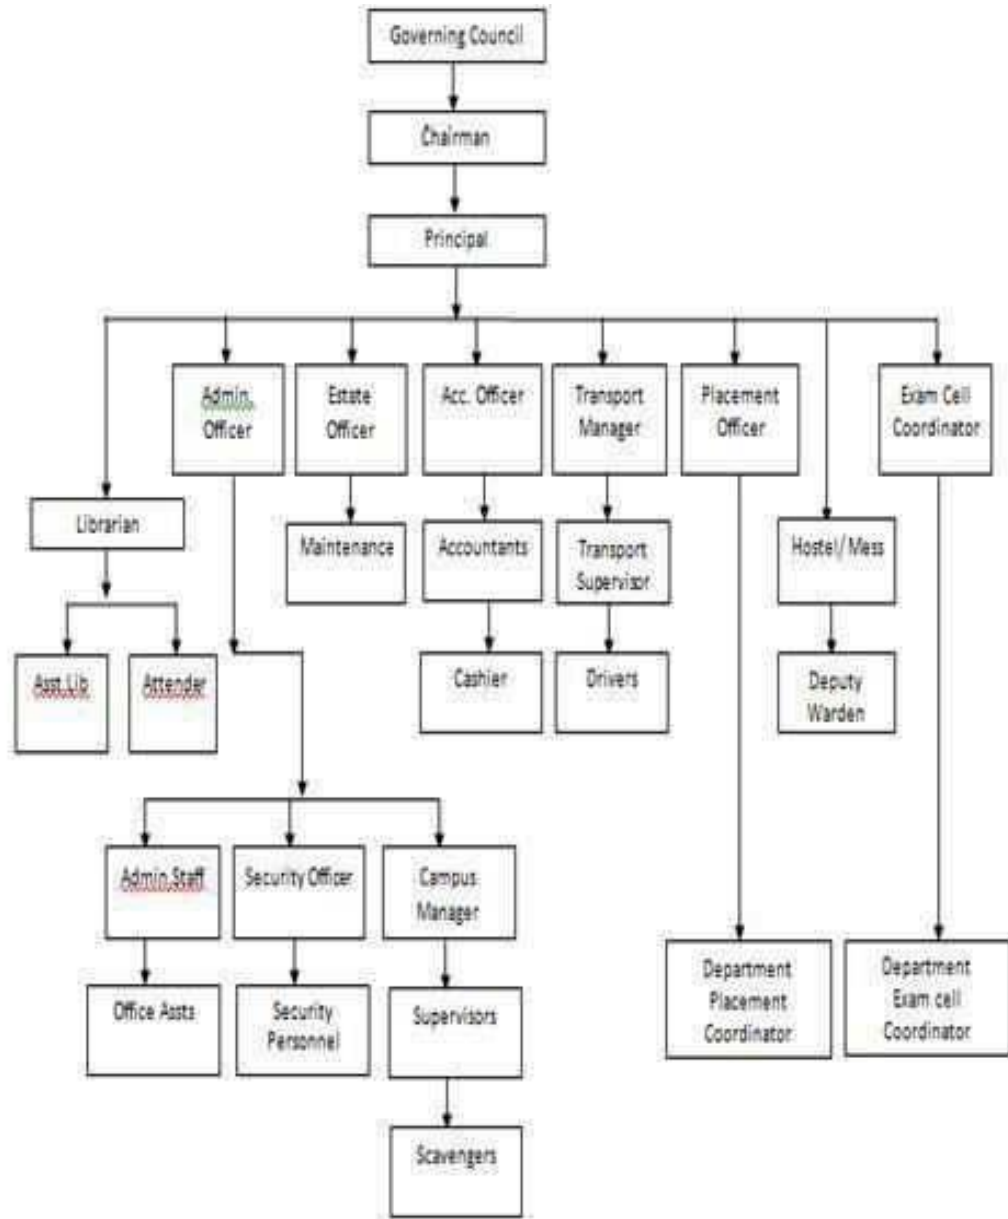 Governing Council
Chairman
Principal
Admin.
Officer
Estate
Officer
Acc. Officer
Transport
Manager
Placement
Officer
Exam Cell
Coordinator
Librarian
Maintenance
Accountants
Transport
Supervisor
Hostel/ Mess
Asst.Lib
Attender
Cashier
Drivers
Deputy
Warden
Admin.Staff
Security Officer
Campus
Manager
Department
Placement
Coordinator
Department
Exam cell
Coordinator
Office Assts
Security
Personnel
Supervisors
Scavengers